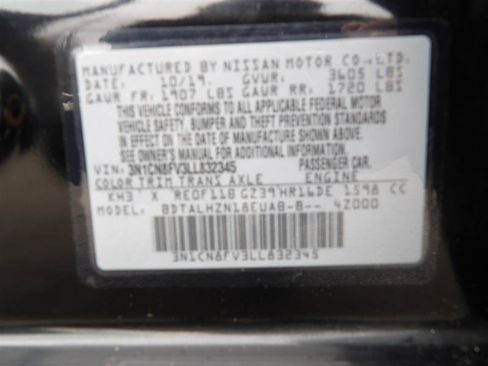 MANUFACTURED BY NISSAN MOTOR CO., LTD.
DATE: 10/19 GVWR: 3605 LBS
GAWR FR: 1907 LBS GAWR RR: 1720 LBS
THIS VEHICLE CONFORMS TO ALL APPLICABLE FEDERAL MOTOR
VEHICLE SAFETY, BUMPER AND THEFT PREVENTION STANDARDS
IN EFFECT ON THE DATE OF MANUFACTURE SHOWN ABOVE.
SEE OWNER'S MANUAL FOR ADDITIONAL INFORMATION.
VIN: 3N1CN8FV3LL832345 PASSENGER CAR
COLOR TRIM TRANS AXLE ENGINE
KH3 X RE0F11B GZ39 HR16DE 1598 CC
MODEL: BDTALHZN18EUAB-B-- 4Z000
3N1CN8FV3LL832345